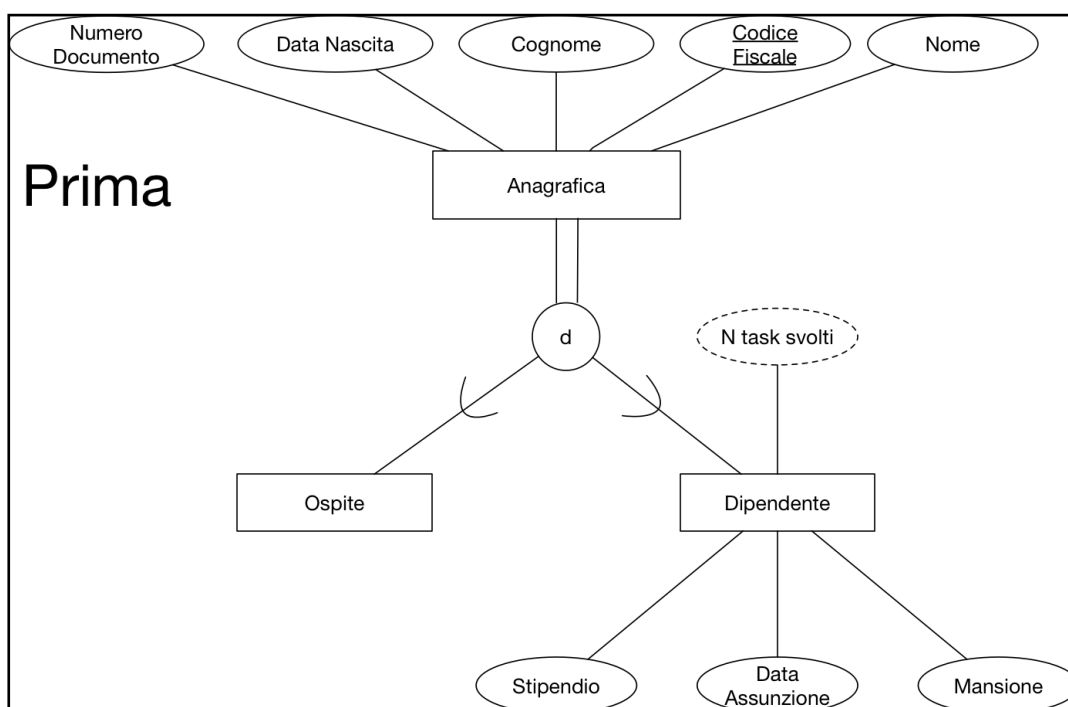 Numero
Documento
Data Nascita
Cognome
Codice
Fiscale
Nome
Prima
Anagrafica
d
N task svolti
Ospite
Dipendente
Stipendio
Data
Assunzione
Mansione